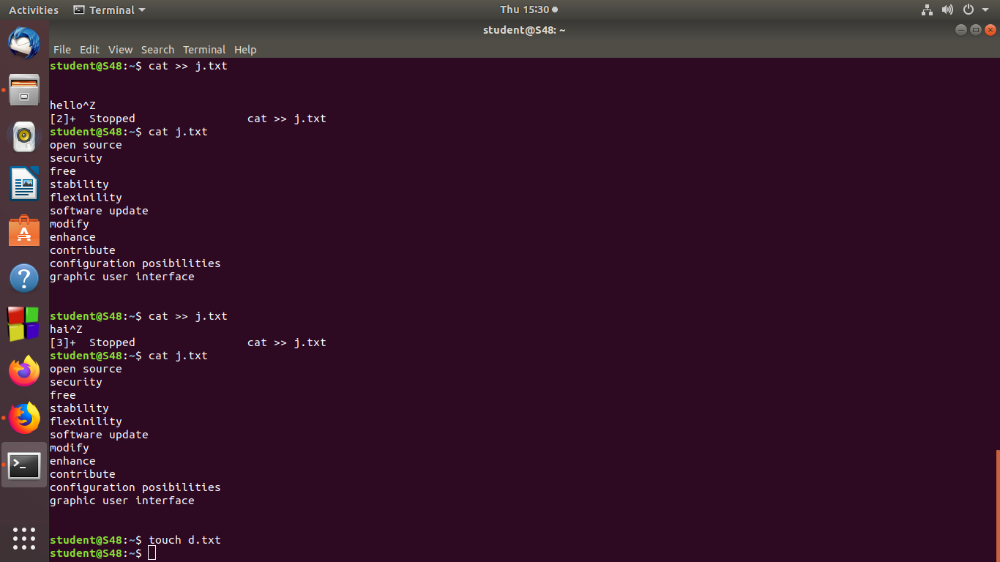 Activities Terminal Thu 15:30
student@S48: ~
File Edit View Search Terminal Help
student@S48:~$ cat >> j.txt
hello^Z
[2]+  Stopped                 cat >> j.txt
student@S48:~$ cat j.txt
open source
security
free
stability
flexinility
software update
modify
enhance
contribute
configuration posibilities
graphic user interface
student@S48:~$ cat >> j.txt
hai^Z
[3]+  Stopped                 cat >> j.txt
student@S48:~$ cat j.txt
open source
security
free
stability
flexinility
software update
modify
enhance
contribute
configuration posibilities
graphic user interface
student@S48:~$ touch d.txt
student@S48:~$